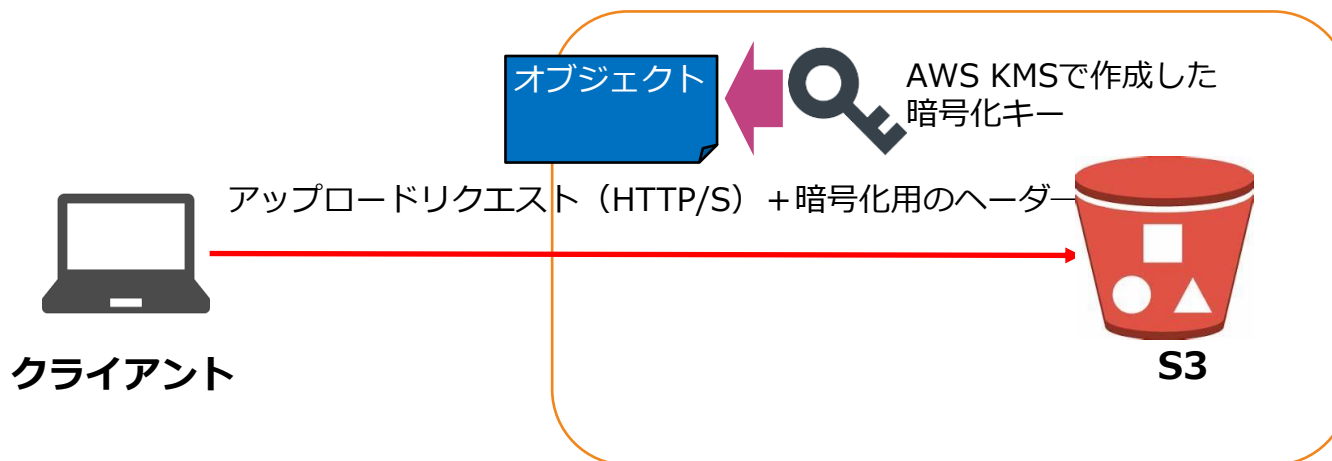 オブジェクト
AWS KMSで作成した
暗号化キー
アップロードリクエスト（HTTP/S）＋暗号化用のヘーダー
クライアント
S3